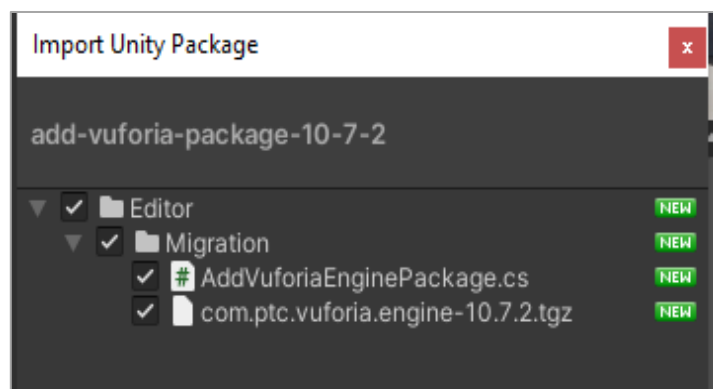 Import Unity Package
x
add-vuforia-package-10-7-2
Editor NEW
Migration NEW
# AddVuforiaEnginePackage.cs NEW
com.ptc.vuforia.engine-10.7.2.tgz NEW